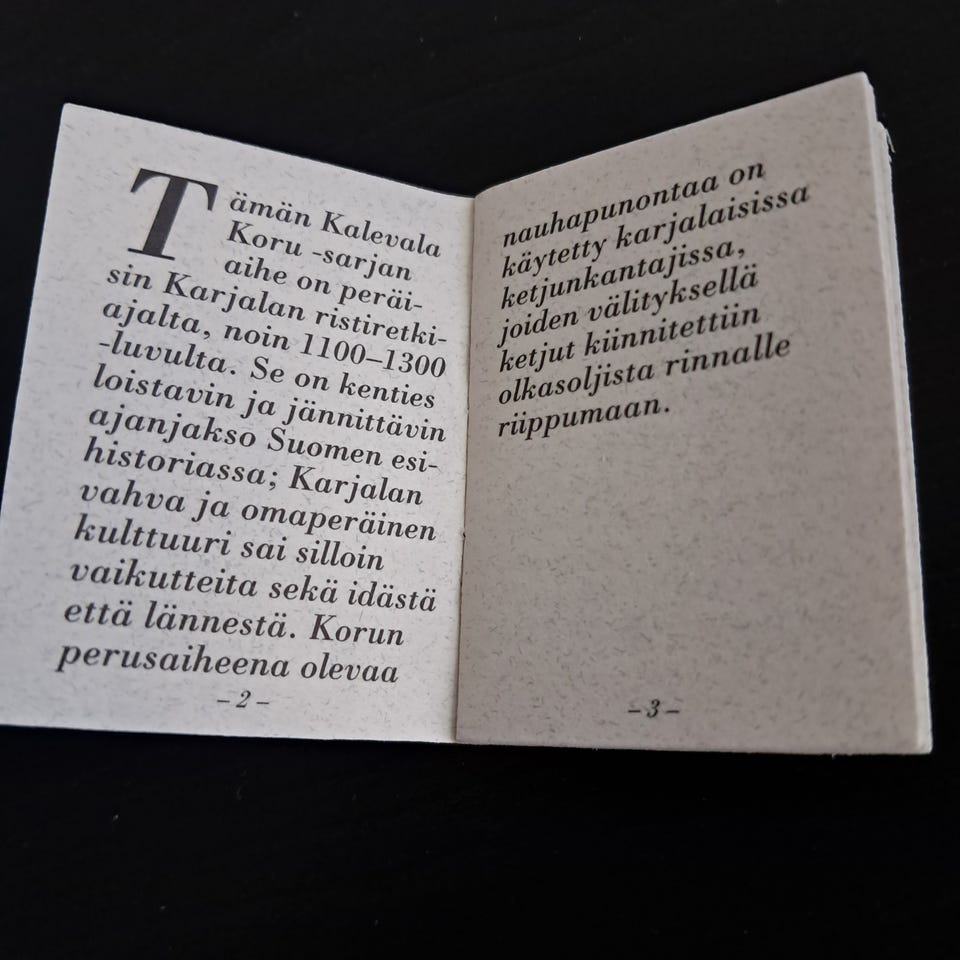 Tämän Kalevala
Koru -sarjan
aihe on peräi-
sin Karjalan ristiretki-
ajalta, noin 1100–1300
-luvulta. Se on kenties
loistavin ja jännittävin
ajanjakso Suomen esi-
historiassa; Karjalan
vahva ja omaperäinen
kulttuuri sai silloin
vaikutteita sekä idästä
että lännestä. Korun
perusaiheena olevaa
– 2 –
nauhapunontaa on
käytetty karjalaisissa
ketjunkantajissa,
joiden välityksellä
ketjut kiinnitettiin
olkasoljista rinnalle
riippumaan.
– 3 –